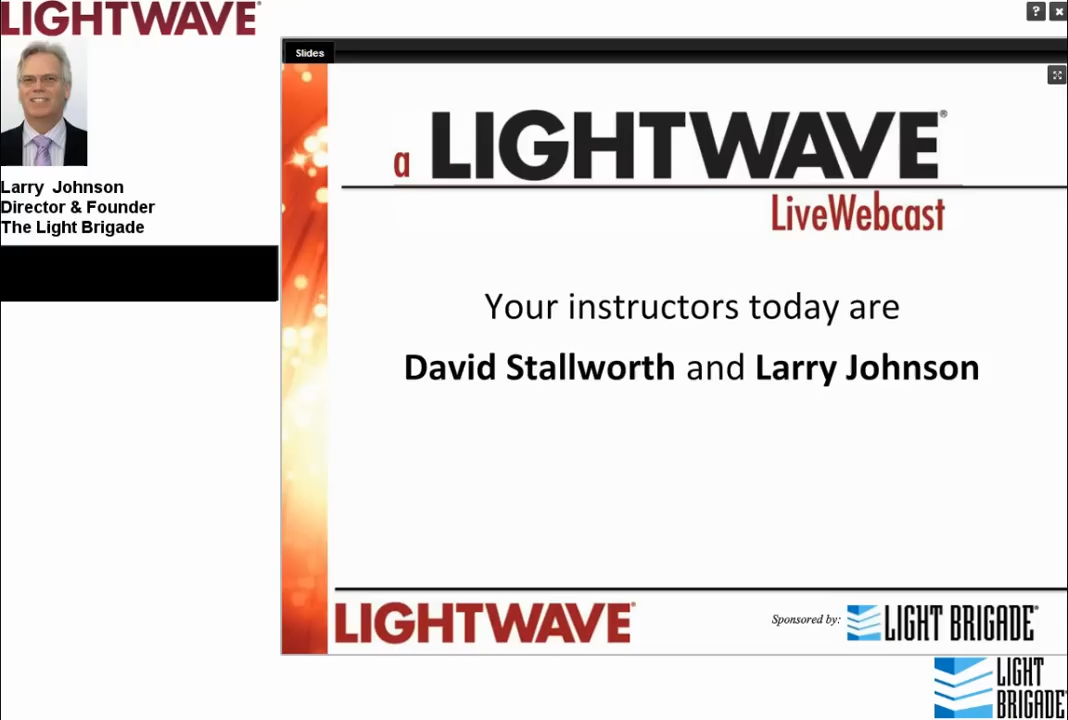 LIGHTWAVE®
Larry Johnson
Director & Founder
The Light Brigade
?
Slides
a LIGHTWAVE®
LiveWebcast
Your instructors today are
David Stallworth and Larry Johnson
LIGHTWAVE®
Sponsored by: LIGHT BRIGADE®
LIGHT
BRIGADE®